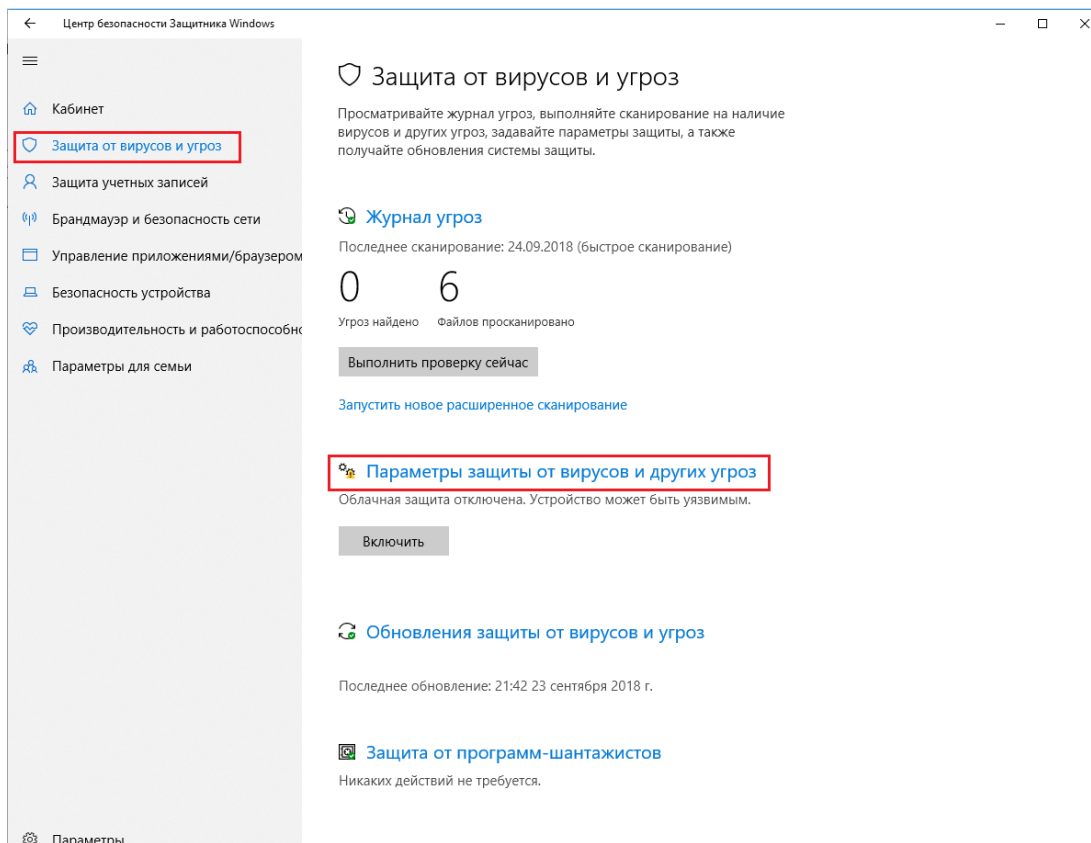 Центр безопасности Защитника Windows
Кабинет
Защита от вирусов и угроз
Защита учетных записей
Брандмауэр и безопасность сети
Управление приложениями/браузером
Безопасность устройства
Производительность и работоспособно
Параметры для семьи
Параметры
Защита от вирусов и угроз
Просматривайте журнал угроз, выполняйте сканирование на наличие
вирусов и других угроз, задавайте параметры защиты, а также
получайте обновления системы защиты.
Журнал угроз
Последнее сканирование: 24.09.2018 (быстрое сканирование)
0 6
Угроз найдено Файлов просканировано
Выполнить проверку сейчас
Запустить новое расширенное сканирование
Параметры защиты от вирусов и других угроз
Облачная защита отключена. Устройство может быть уязвимым.
Включить
Обновления защиты от вирусов и угроз
Последнее обновление: 21:42 23 сентября 2018 г.
Защита от программ-шантажистов
Никаких действий не требуется.